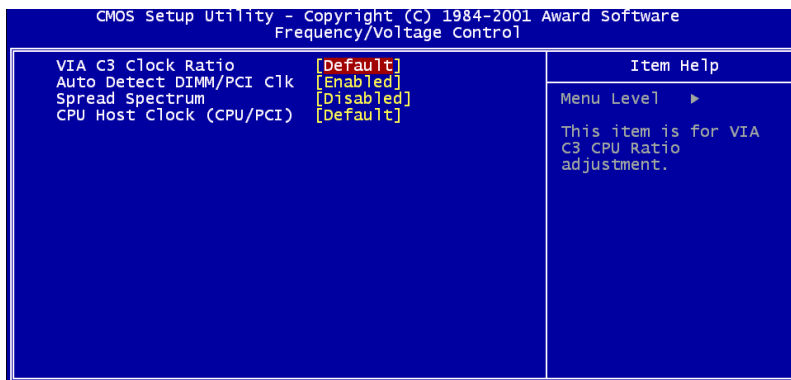 CMOS Setup Utility - Copyright (C) 1984-2001 Award Software
Frequency/Voltage Control
VIA C3 Clock Ratio [Default]
Auto Detect DIMM/PCI Clk [Enabled]
Spread Spectrum [Disabled]
CPU Host Clock (CPU/PCI) [Default]
Item Help
Menu Level ►
This item is for VIA
C3 CPU Ratio
adjustment.